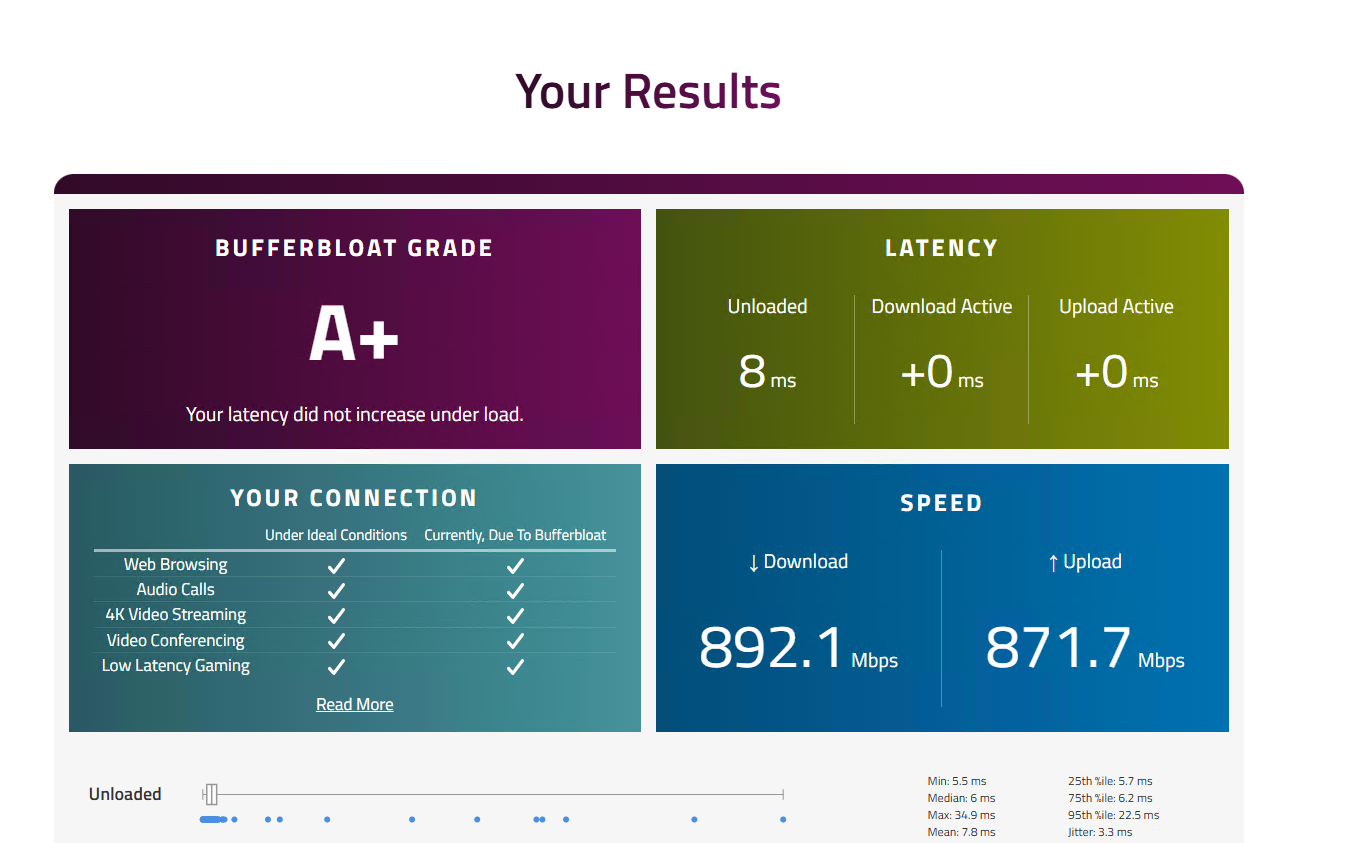 Your Results
BUFFERBLOAT GRADE
A+
Your latency did not increase under load.
LATENCY
Unloaded Download Active Upload Active
8 ms +0 ms +0 ms
YOUR CONNECTION
Under Ideal Conditions Currently, Due To Bufferbloat
Web Browsing ✓ ✓
Audio Calls ✓ ✓
4K Video Streaming ✓ ✓
Video Conferencing ✓ ✓
Low Latency Gaming ✓ ✓
Read More
SPEED
↓ Download ↑ Upload
892.1 Mbps 871.7 Mbps
Unloaded
Min: 5.5 ms 25th %ile: 5.7 ms
Median: 6 ms 75th %ile: 6.2 ms
Max: 34.9 ms 95th %ile: 22.5 ms
Mean: 7.8 ms Jitter: 3.3 ms